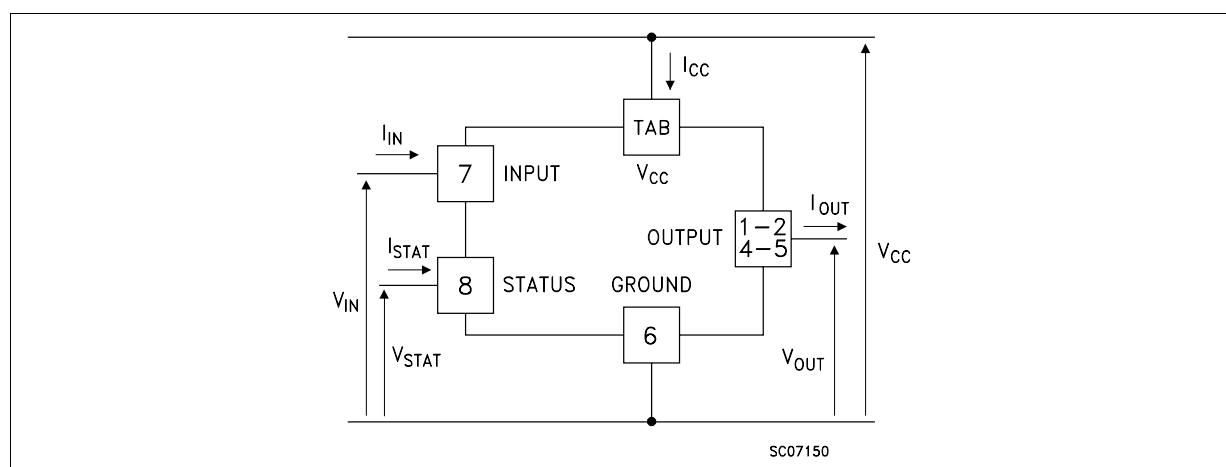 I_CC
TAB
I_IN
7 INPUT
V_CC
I_OUT
1-2
OUTPUT
4-5
I_STAT
V_CC
8 STATUS
GROUND
V_IN
6
V_STAT
V_OUT
SC07150